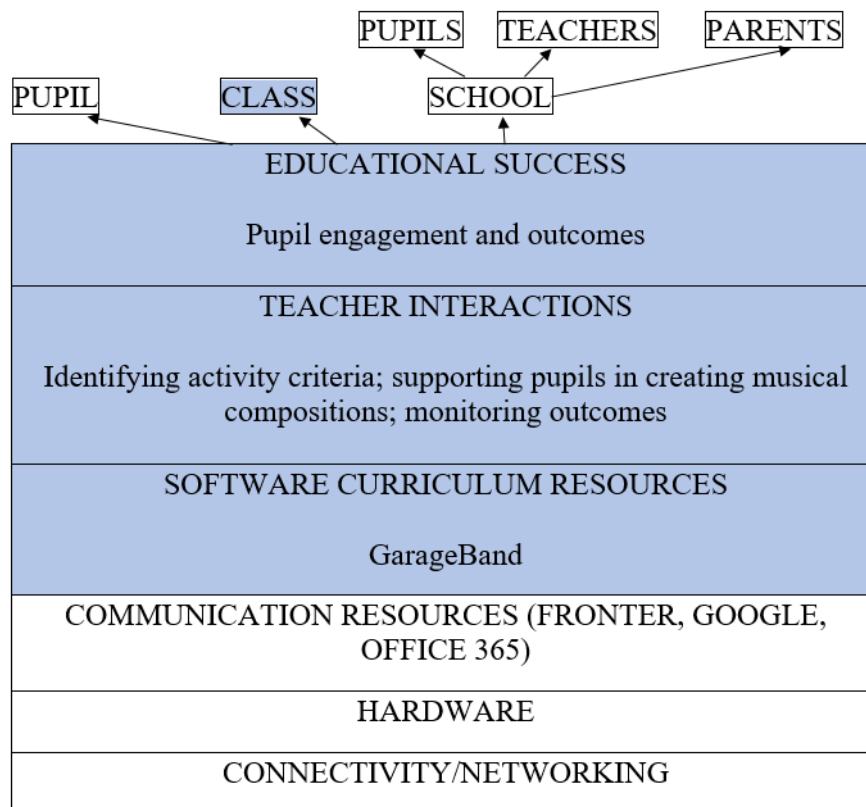 PUPILS TEACHERS PARENTS
PUPIL CLASS SCHOOL
EDUCATIONAL SUCCESS
Pupil engagement and outcomes
TEACHER INTERACTIONS
Identifying activity criteria; supporting pupils in creating musical
compositions; monitoring outcomes
SOFTWARE CURRICULUM RESOURCES
GarageBand
COMMUNICATION RESOURCES (FRONTER, GOOGLE,
OFFICE 365)
HARDWARE
CONNECTIVITY/NETWORKING